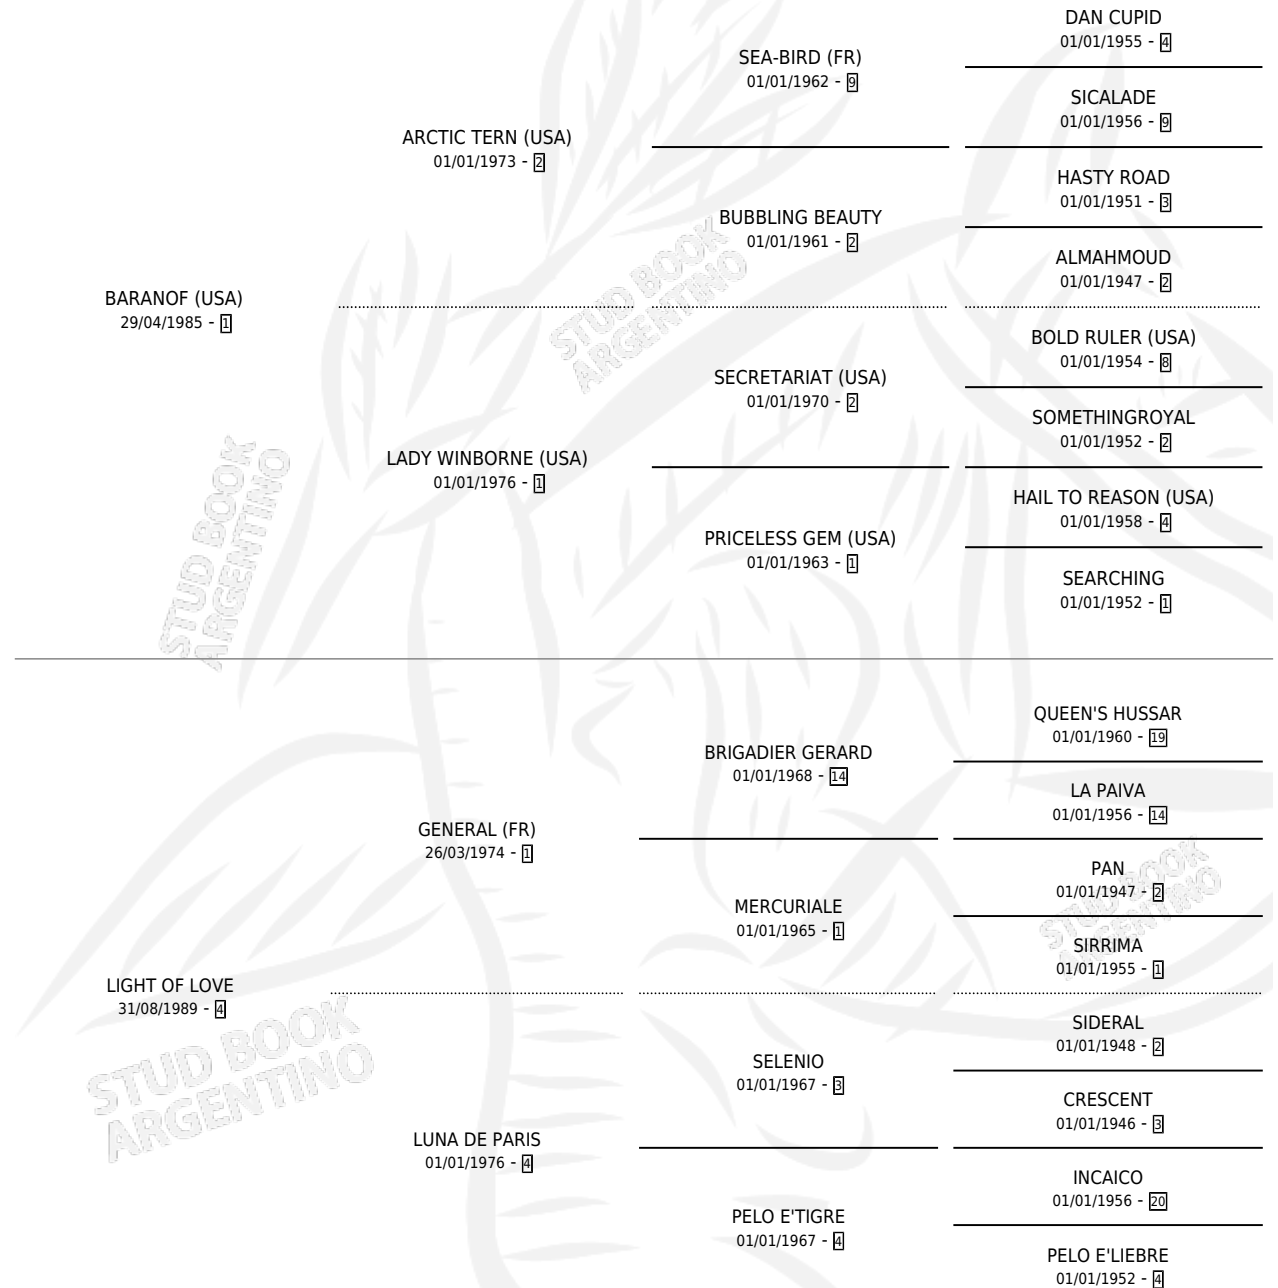 DAN CUPID
01/01/1955 - 4
SEA-BIRD (FR)
01/01/1962 - 9
SICALADE
01/01/1956 - 9
ARCTIC TERN (USA)
01/01/1973 - 2
HASTY ROAD
01/01/1951 - 3
BUBBLING BEAUTY
01/01/1961 - 2
ALMAHMOUD
01/01/1947 - 2
BARANOF (USA)
29/04/1985 - 1
BOLD RULER (USA)
01/01/1954 - 8
SECRETARIAT (USA)
01/01/1970 - 2
SOMETHINGROYAL
01/01/1952 - 2
LADY WINBORNE (USA)
01/01/1976 - 1
HAIL TO REASON (USA)
01/01/1958 - 4
PRICELESS GEM (USA)
01/01/1963 - 1
SEARCHING
01/01/1952 - 1
QUEEN'S HUSSAR
01/01/1960 - 19
BRIGADIER GERARD
01/01/1968 - 14
LA PAIVA
01/01/1956 - 14
GENERAL (FR)
26/03/1974 - 1
PAN
01/01/1947 - 2
MERCURIALE
01/01/1965 - 1
SIRRIMA
01/01/1955 - 1
LIGHT OF LOVE
31/08/1989 - 4
SIDERAL
01/01/1948 - 2
SELENIO
01/01/1967 - 3
CRESCENT
01/01/1946 - 3
LUNA DE PARIS
01/01/1976 - 4
INCAICO
01/01/1956 - 20
PELO E'TIGRE
01/01/1967 - 4
PELO E'LIEBRE
01/01/1952 - 4
STUD BOOK
ARGENTINO
STUD BOOK
ARGENTINO
STUD BOOK
ARGENTINO
STUD BOOK
ARGENTINO